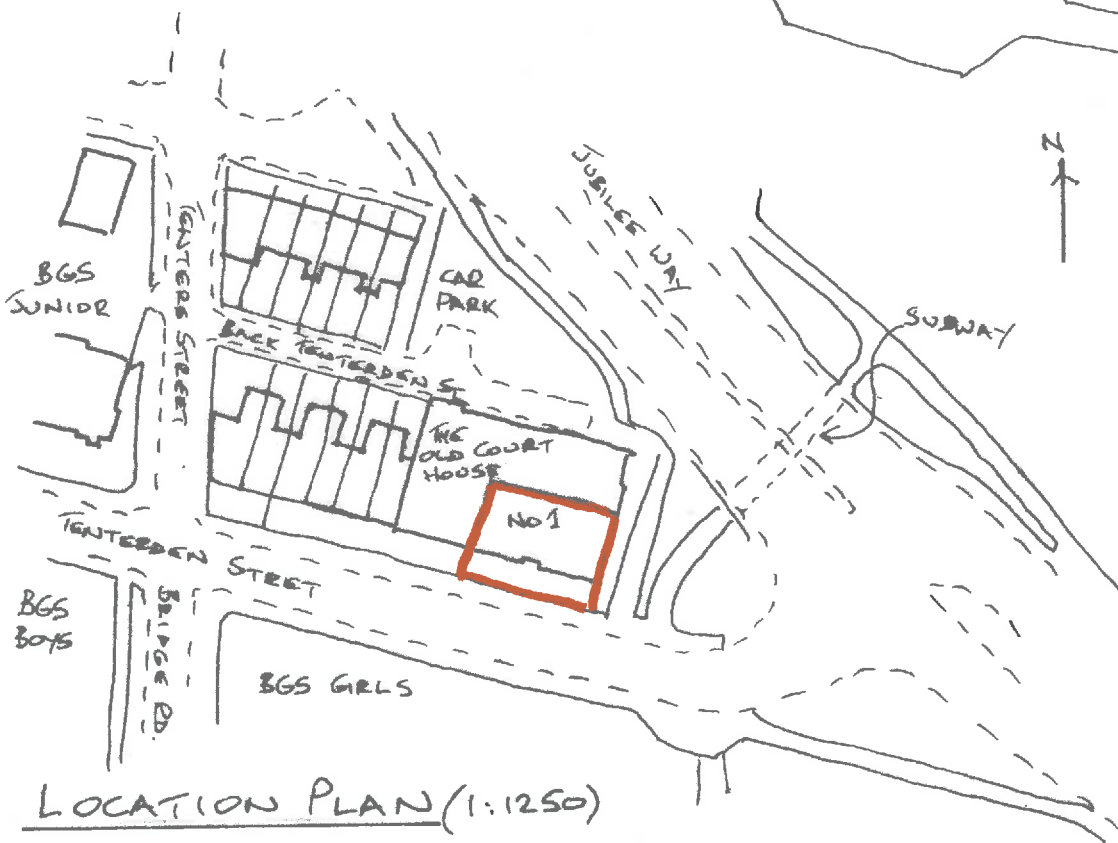 N
JUBILEE WAY
BGS
JUNIOR
TENTERS STREET
CAR
PARK
SUBWAY
BACK TENTERDEN ST.
THE
OLD COURT
HOUSE
No 1
TENTERDEN STREET
BGS
BOYS
BRIDGE RD.
BGS GIRLS
LOCATION PLAN (1:1250)